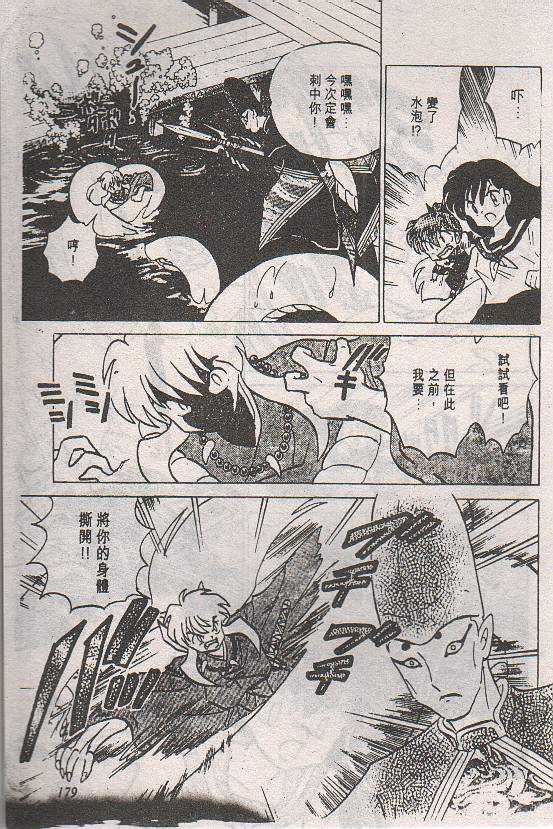 吓…
變了
水泡!?
嘿嘿嘿…
今次定會
刺中你！
哼！
試試看吧！
但在此
之前，
我要…
將你的身體
撕開!!
179